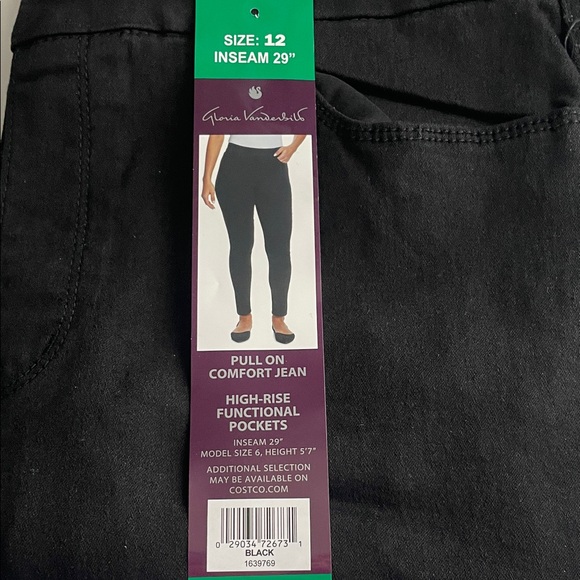 SIZE: 12
INSEAM 29"
Gloria Vanderbilt
PULL ON
COMFORT JEAN
HIGH-RISE
FUNCTIONAL
POCKETS
INSEAM 29"
MODEL SIZE 6, HEIGHT 5'7"
ADDITIONAL SELECTION
MAY BE AVAILABLE ON
COSTCO.COM
0 29034 72673 1
BLACK
1639769